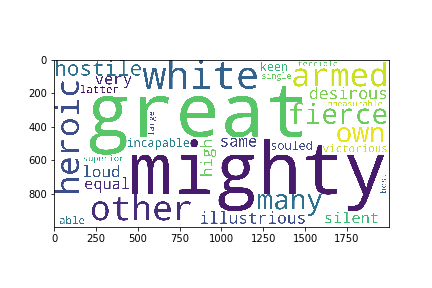 0
200
400
600
800
0 250 500 750 1000 1250 1500 1750
hostile
very
latter
white
keen
single
terrible
armed
desirous
measurable
fierce
great
heroic
large
own
victorious
incapable
same
souled
high
superior
loud
equal
mighty
best
other
many
illustrious
silent
able